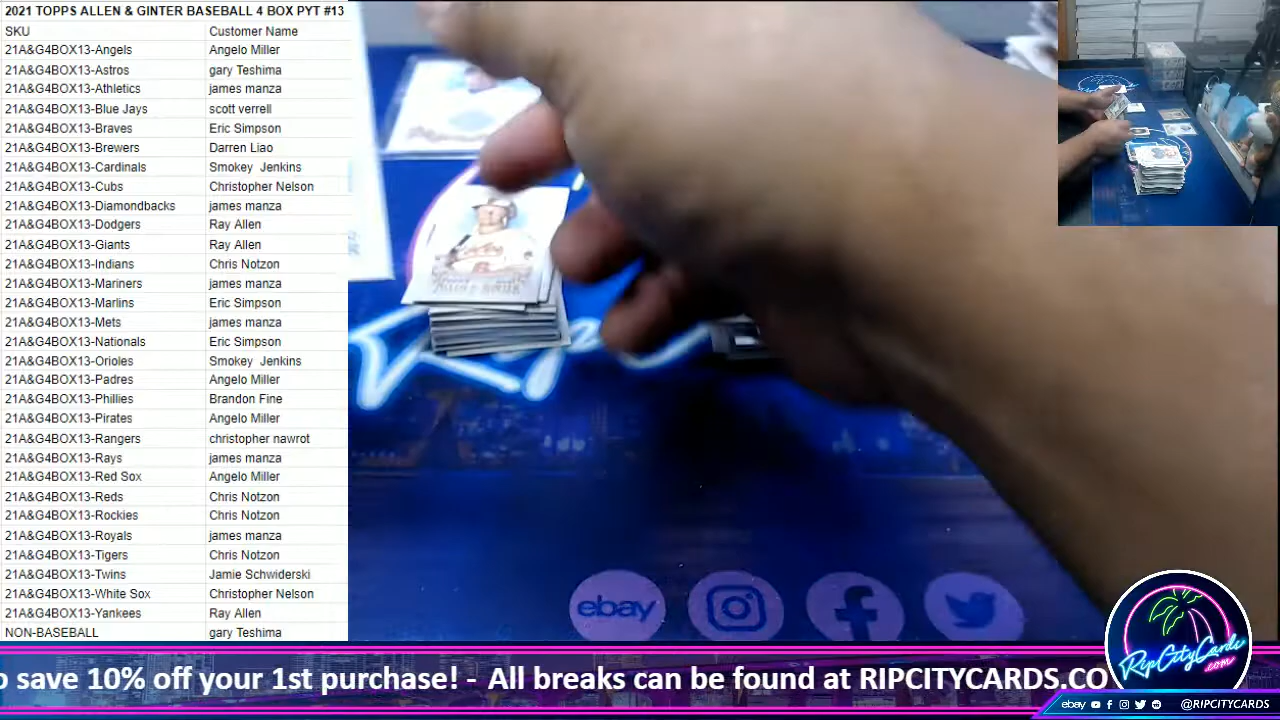 2021 TOPPS ALLEN & GINTER BASEBALL 4 BOX PYT #13
SKU Customer Name
21A&G4BOX13-Angels Angelo Miller
21A&G4BOX13-Astros gary Teshima
21A&G4BOX13-Athletics james manza
21A&G4BOX13-Blue Jays scott verrell
21A&G4BOX13-Braves Eric Simpson
21A&G4BOX13-Brewers Darren Liao
21A&G4BOX13-Cardinals Smokey  Jenkins
21A&G4BOX13-Cubs Christopher Nelson
21A&G4BOX13-Diamondbacks james manza
21A&G4BOX13-Dodgers Ray Allen
21A&G4BOX13-Giants Ray Allen
21A&G4BOX13-Indians Chris Notzon
21A&G4BOX13-Mariners james manza
21A&G4BOX13-Marlins Eric Simpson
21A&G4BOX13-Mets james manza
21A&G4BOX13-Nationals Eric Simpson
21A&G4BOX13-Orioles Smokey  Jenkins
21A&G4BOX13-Padres Angelo Miller
21A&G4BOX13-Phillies Brandon Fine
21A&G4BOX13-Pirates Angelo Miller
21A&G4BOX13-Rangers christopher nawrot
21A&G4BOX13-Rays james manza
21A&G4BOX13-Red Sox Angelo Miller
21A&G4BOX13-Reds Chris Notzon
21A&G4BOX13-Rockies Chris Notzon
21A&G4BOX13-Royals james manza
21A&G4BOX13-Tigers Chris Notzon
21A&G4BOX13-Twins Jamie Schwiderski
21A&G4BOX13-White Sox Christopher Nelson
21A&G4BOX13-Yankees Ray Allen
NON-BASEBALL gary Teshima
ebay
o save 10% off your 1st purchase! - All breaks can be found at RIPCITYCARDS.CO
RipCityCards
.com
ebay @RIPCITYCARDS